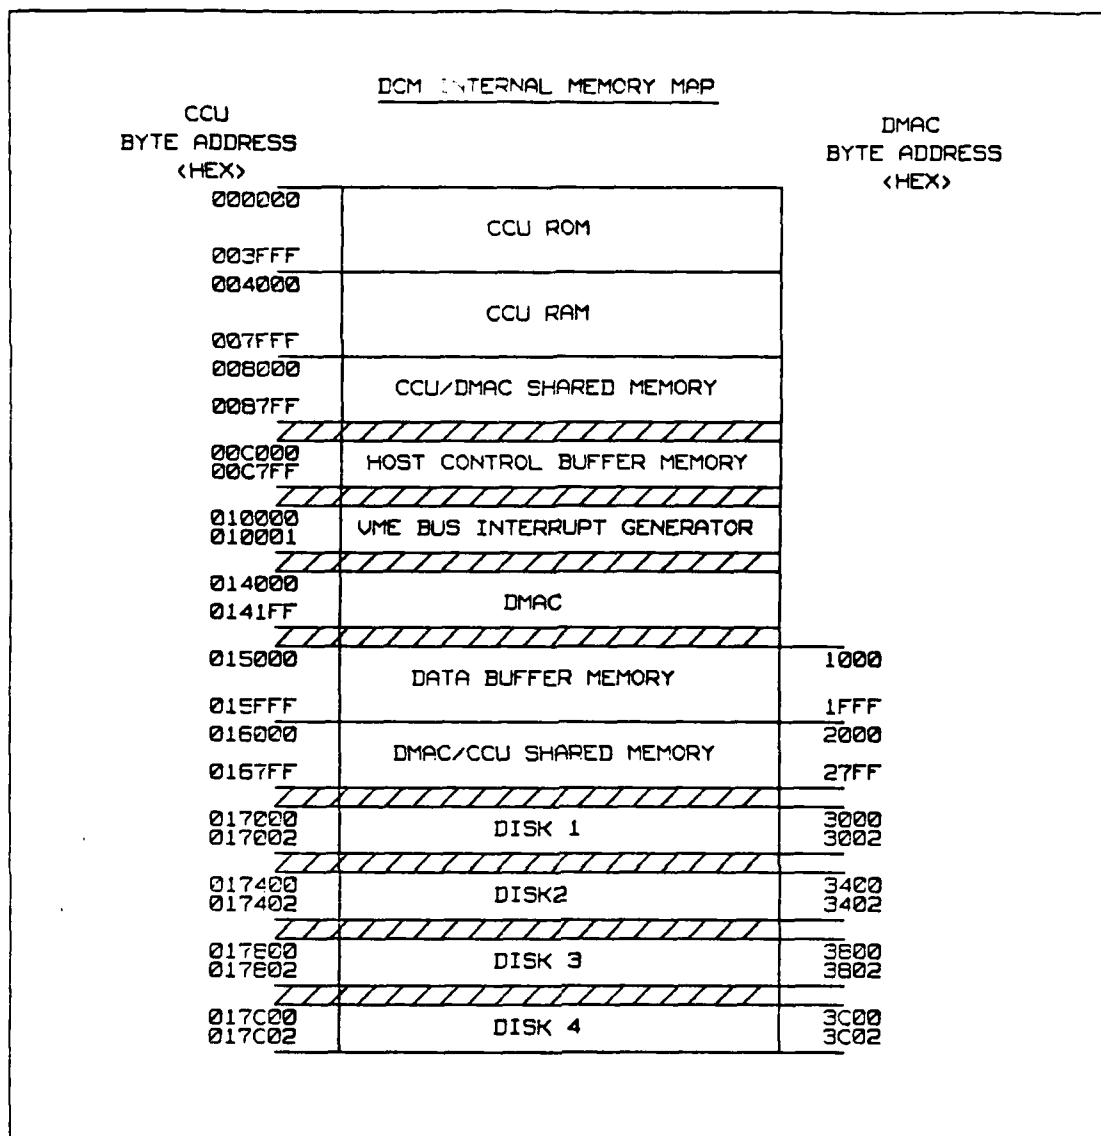 DCM INTERNAL MEMORY MAP
CCU
BYTE ADDRESS
<HEX>
DMAC
BYTE ADDRESS
<HEX>
000000
CCU ROM
003FFF
004000
CCU RAM
007FFF
008000
CCU/DMAC SHARED MEMORY
0087FF
00C000
HOST CONTROL BUFFER MEMORY
00C7FF
010000
VME BUS INTERRUPT GENERATOR
010001
014000
DMAC
0141FF
015000 1000
DATA BUFFER MEMORY
015FFF 1FFF
016000 2000
DMAC/CCU SHARED MEMORY
0167FF 27FF
017000 3000
DISK 1
017002 3002
017400 3400
DISK2
017402 3402
017800 3800
DISK 3
017802 3802
017C00 3C00
DISK 4
017C02 3C02